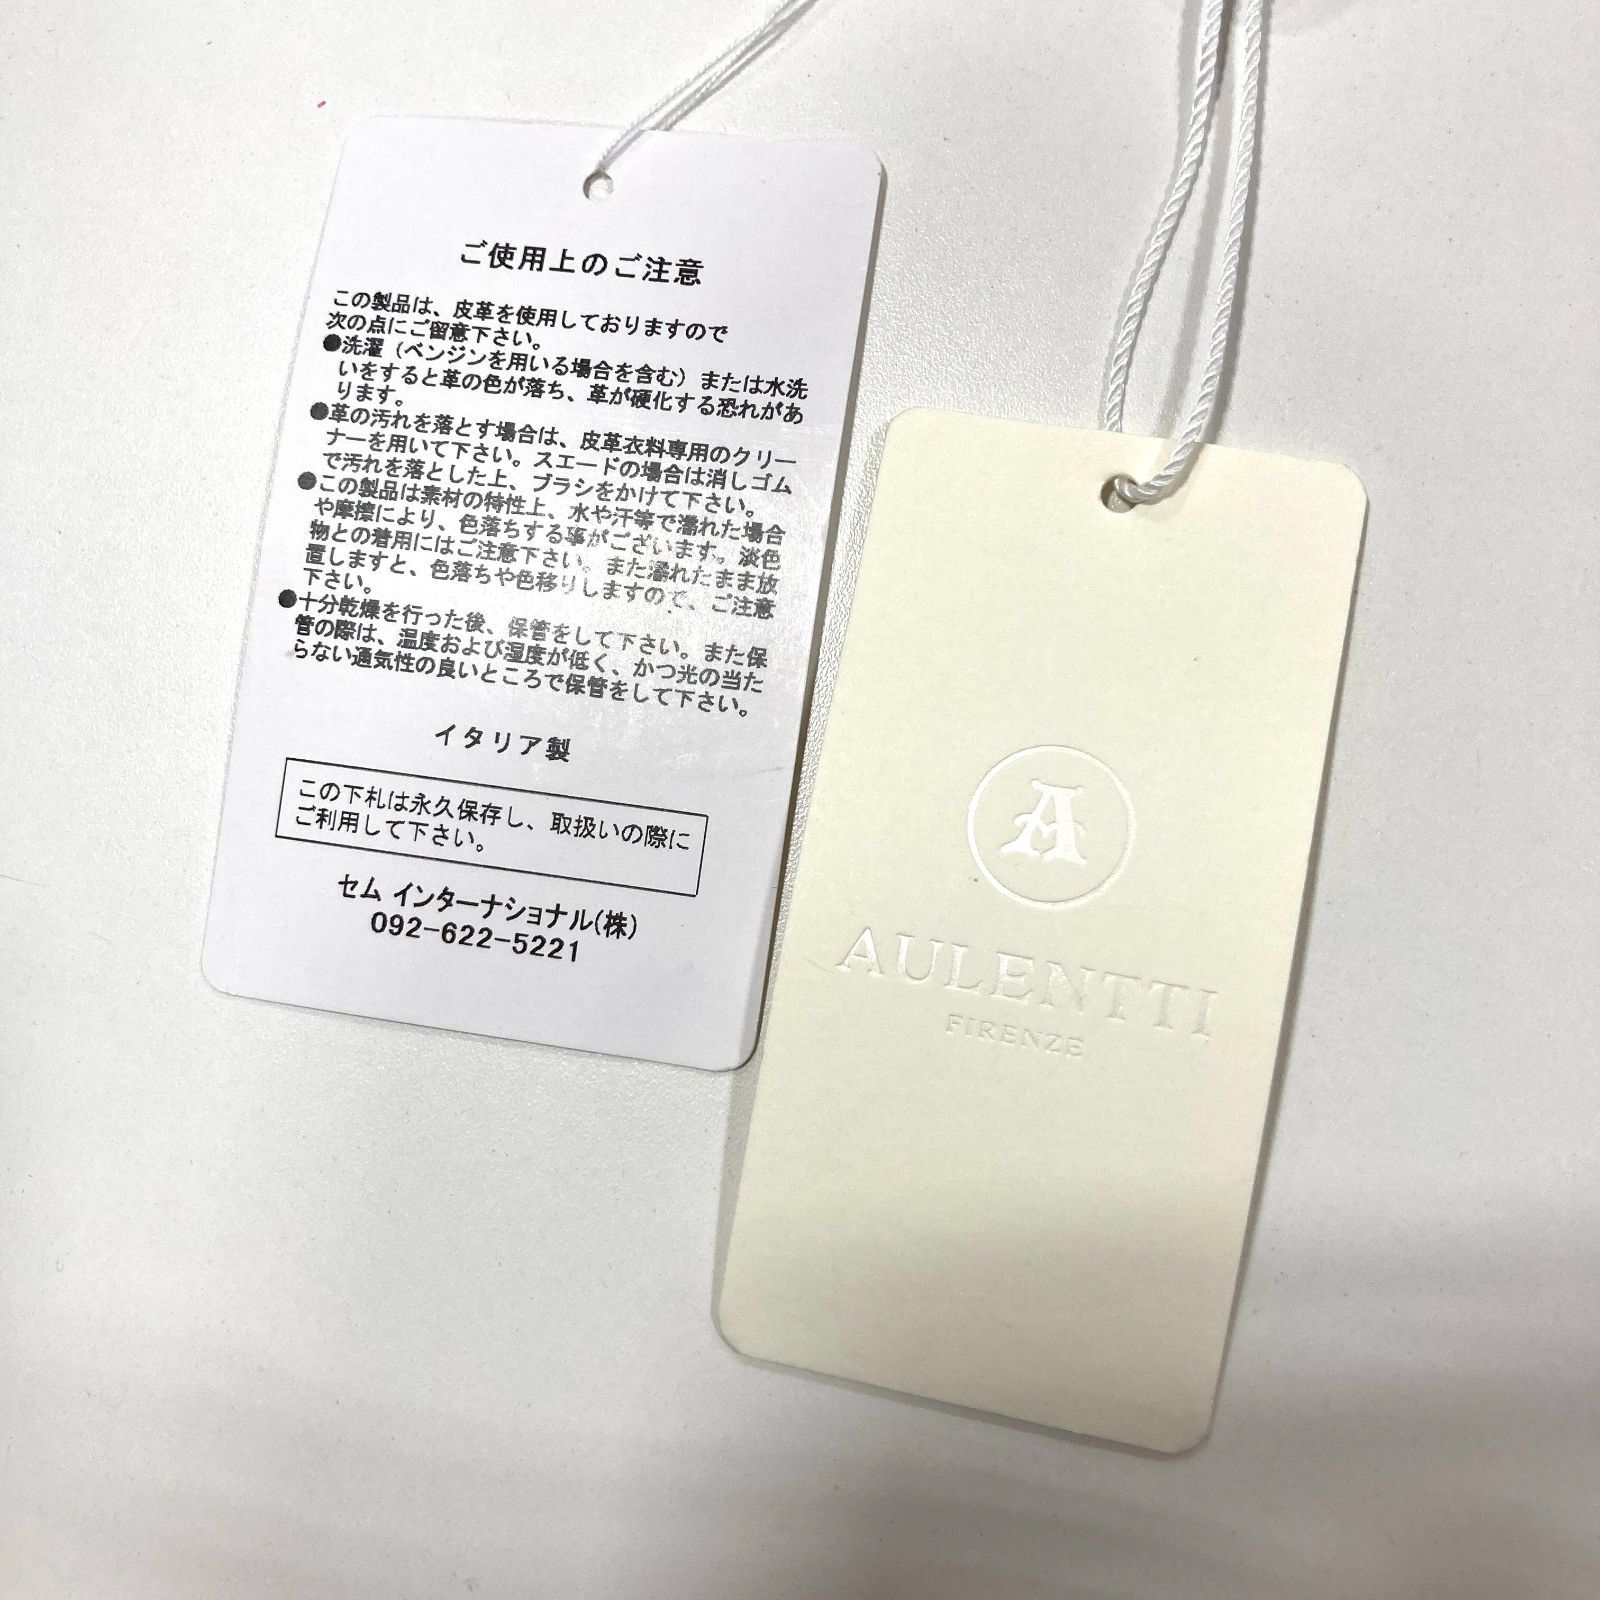 ご使用上のご注意
この製品は、皮革を使用しておりますので
次の点にご留意下さい。
●洗濯（ベンジンを用いる場合を含む）または水洗
いをすると革の色が落ち、革が硬化する恐れがあ
ります。
●革の汚れを落とす場合は、皮革衣料専用のクリー
ナーを用いて下さい。スエードの場合は消しゴム
で汚れを落とした上、ブラシをかけて下さい。
●この製品は素材の特性上、水や汗等で濡れた場合
や摩擦により、色落ちする事がございます。淡色
物との着用にはご注意下さい。また濡れたまま放
置しますと、色落ちや色移りしますので、ご注意
下さい。
●十分乾燥を行った後、保管をして下さい。また保
管の際は、温度および湿度が低く、かつ光の当た
らない通気性の良いところで保管をして下さい。
イタリア製
この下札は永久保存し、取扱いの際に
ご利用して下さい。
セム インターナショナル(株)
092-622-5221
A
AULENTTI
FIRENZE